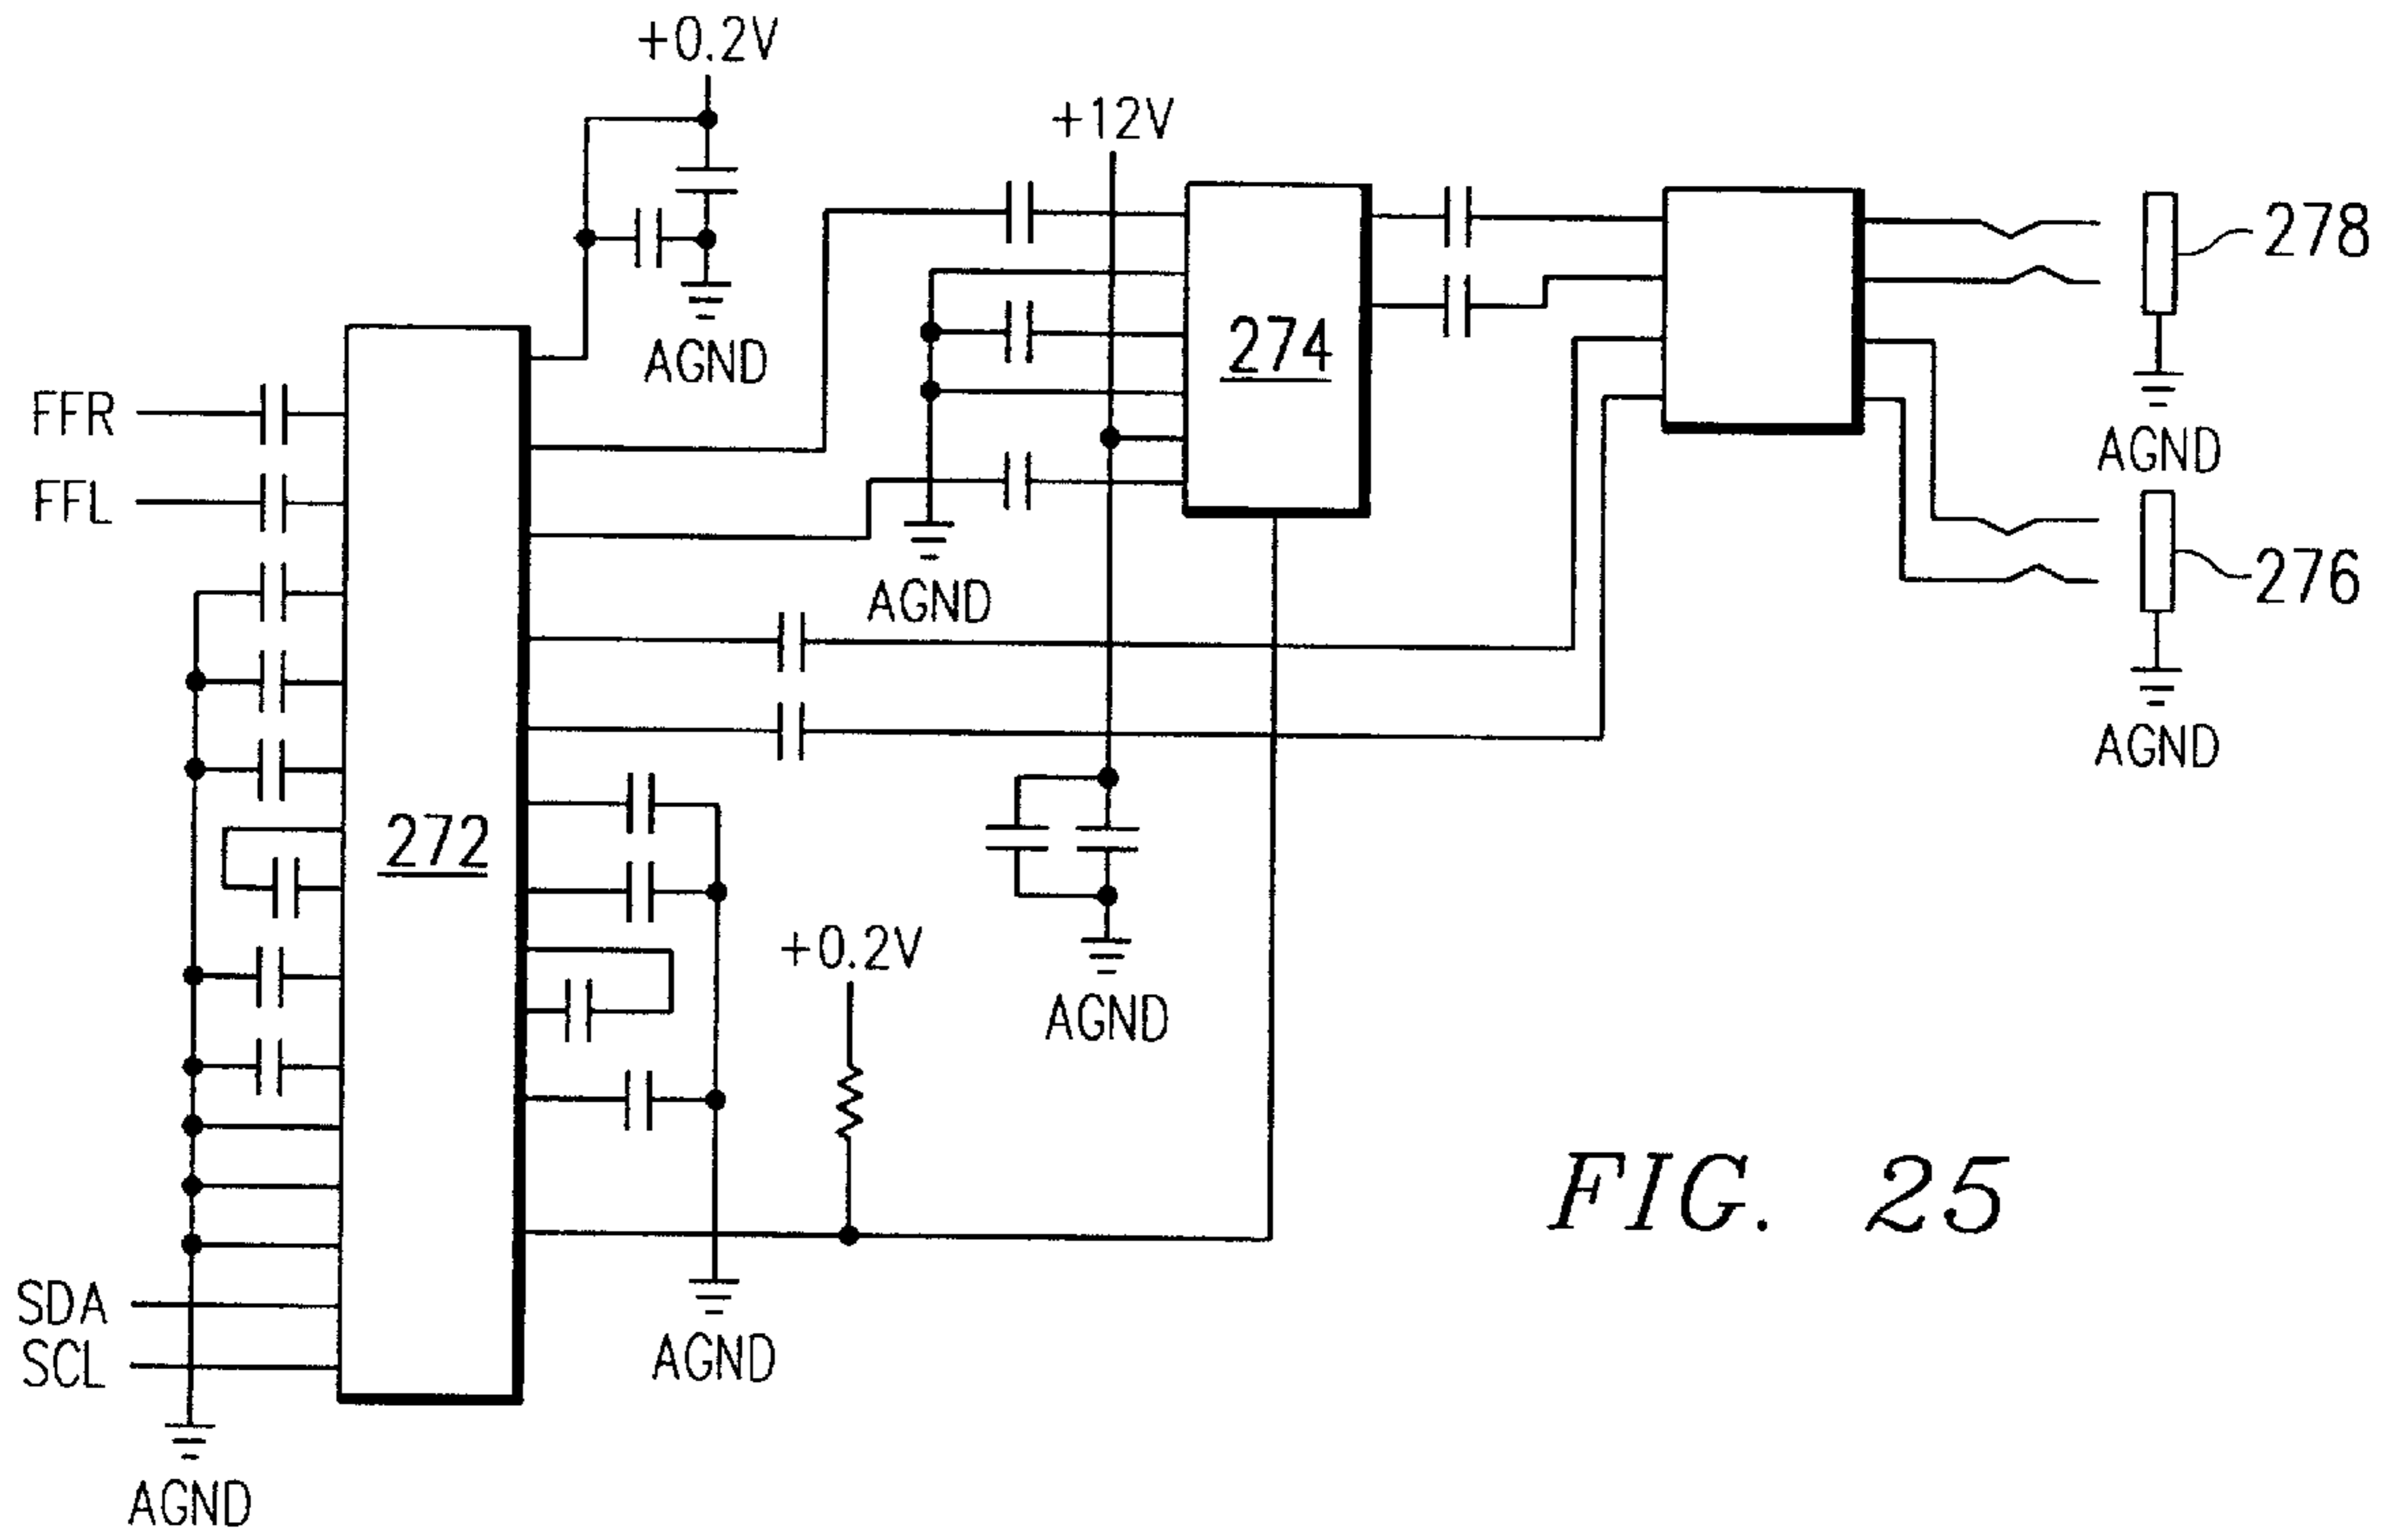 +0.2V
+12V
278
AGND
274
FFR
AGND
FFL
276
AGND
AGND
272
+0.2V
AGND
FIG. 25
SDA
SCL
AGND
AGND